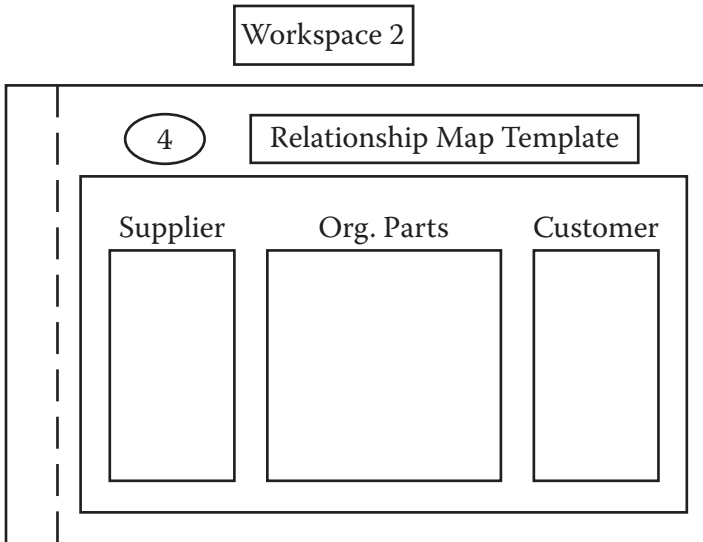 Workspace 2
4
Relationship Map Template
Supplier
Org. Parts
Customer